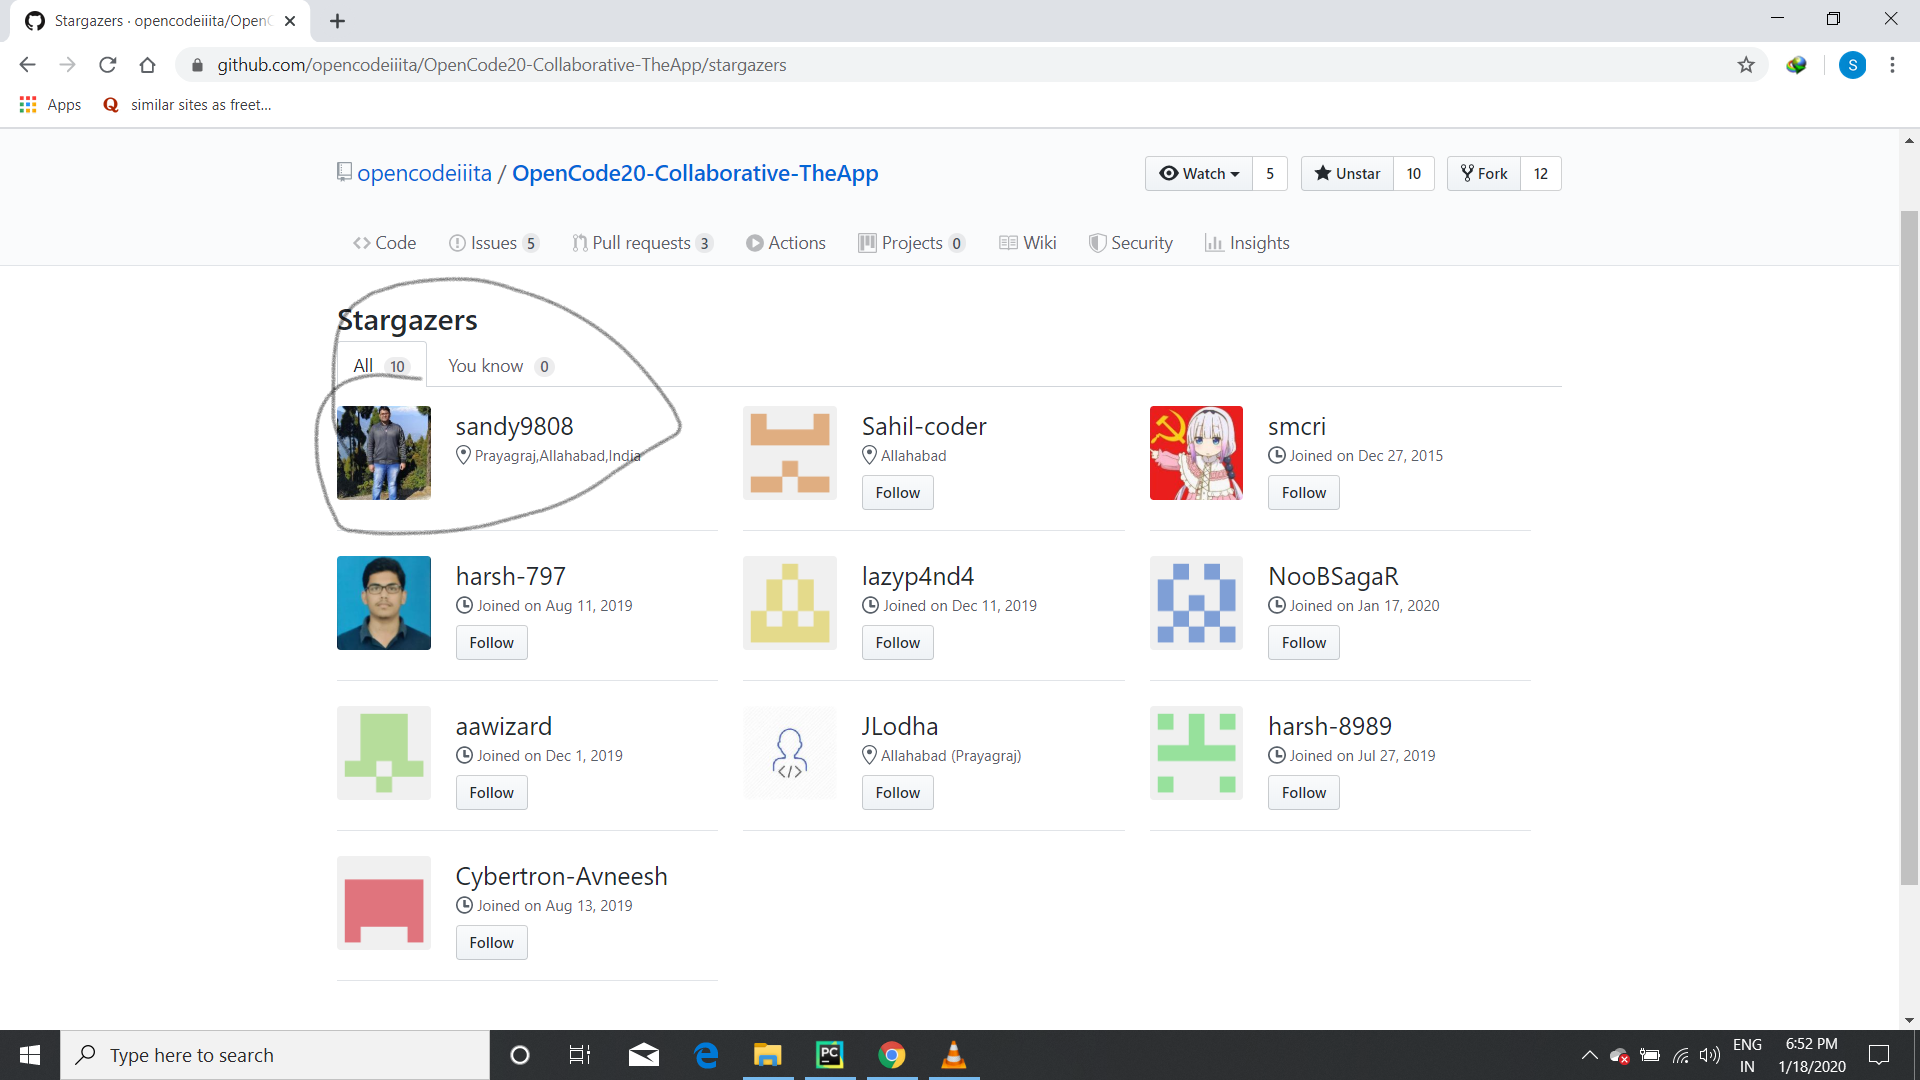 Stargazers · opencodeiiita/OpenC
github.com/opencodeiiita/OpenCode20-Collaborative-TheApp/stargazers
S
Apps
Q similar sites as freet...
opencodeiiita / OpenCode20-Collaborative-TheApp
Watch 5
Unstar 10
Fork 12
Code
Issues 5
Pull requests 3
Actions
Projects 0
Wiki
Security
Insights
Stargazers
All 10
You know 0
sandy9808
Prayagraj,Allahabad,India
Sahil-coder
Allahabad
Follow
smcri
Joined on Dec 27, 2015
Follow
harsh-797
Joined on Aug 11, 2019
Follow
lazyp4nd4
Joined on Dec 11, 2019
Follow
NooBSagaR
Joined on Jan 17, 2020
Follow
aawizard
Joined on Dec 1, 2019
Follow
JLodha
Allahabad (Prayagraj)
Follow
harsh-8989
Joined on Jul 27, 2019
Follow
Cybertron-Avneesh
Joined on Aug 13, 2019
Follow
Type here to search
PC
ENG
IN
6:52 PM
1/18/2020